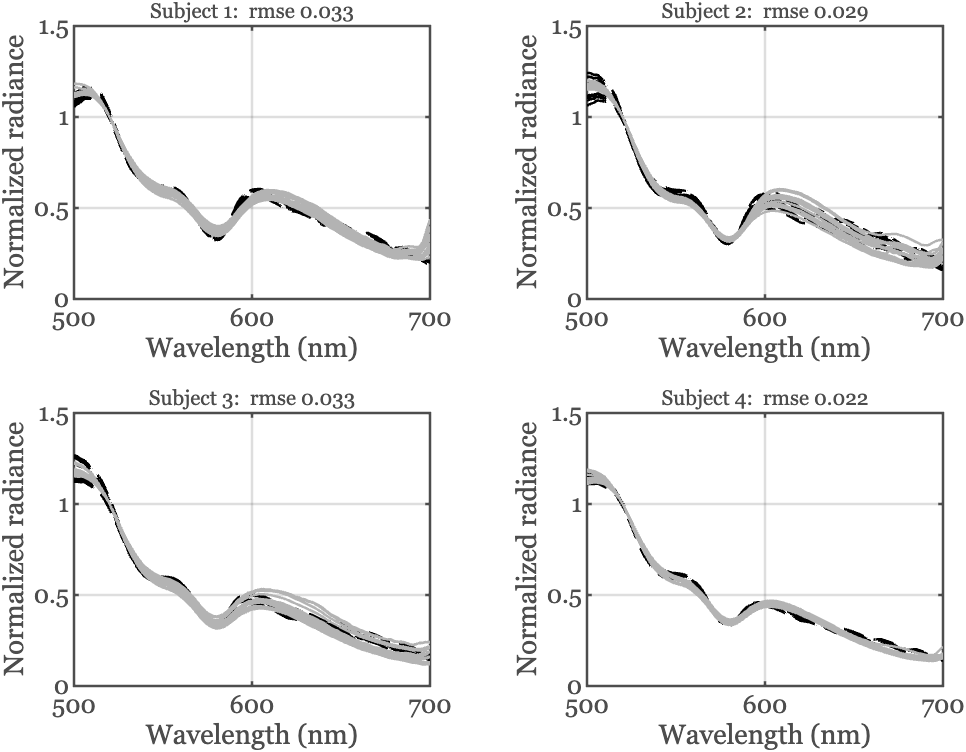 Subject 1:  rmse 0.033
1.5
1
0.5
0
Normalized radiance
500
600
700
Wavelength (nm)
Subject 2:  rmse 0.029
1.5
1
0.5
0
Normalized radiance
500
600
700
Wavelength (nm)
Subject 3:  rmse 0.033
1.5
1
0.5
0
Normalized radiance
500
600
700
Wavelength (nm)
Subject 4:  rmse 0.022
1.5
1
0.5
0
Normalized radiance
500
600
700
Wavelength (nm)